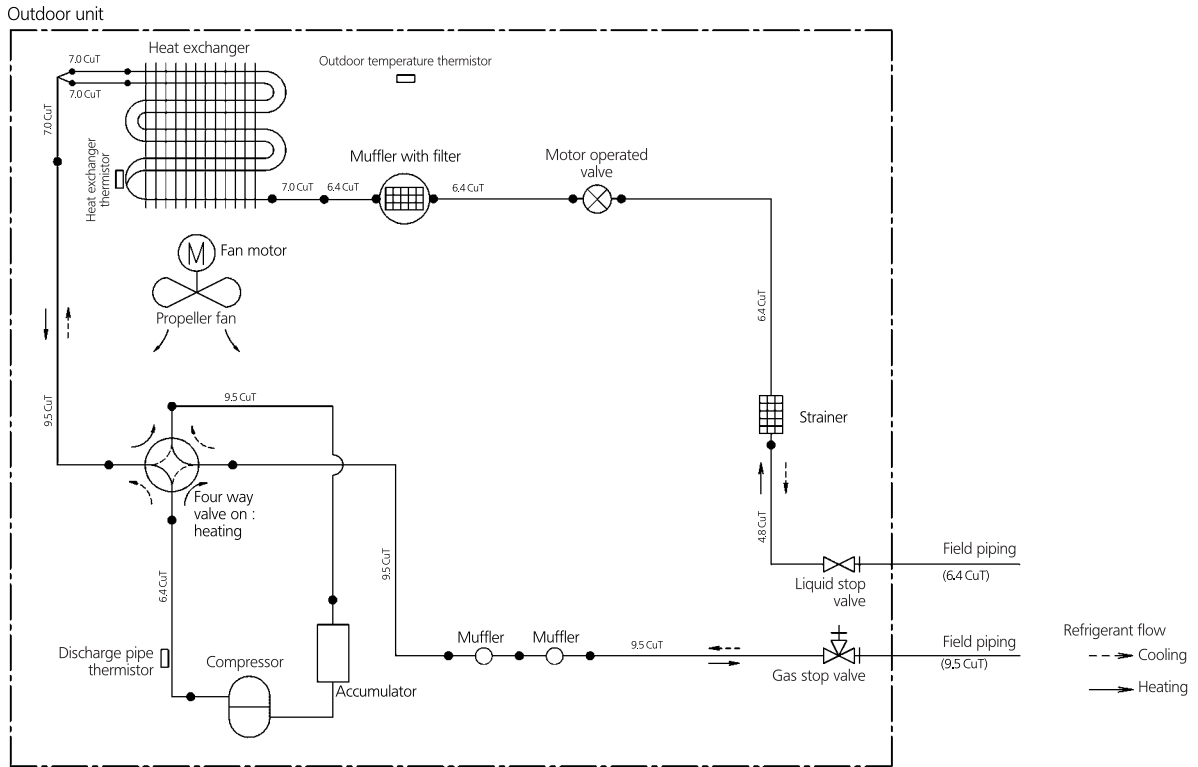 Outdoor unit
Heat exchanger
7.0 CuT
7.0 CuT
7.0 CuT
Outdoor temperature thermistor
Heat exchanger
thermistor
Muffler with filter
Motor operated
valve
7.0 CuT
6.4 CuT
6.4 CuT
M
Fan motor
Propeller fan
6.4 CuT
9.5 CuT
9.5 CuT
Strainer
Four way
valve on :
heating
4.8 CuT
Field piping
(6.4 CuT)
Liquid stop
valve
6.4 CuT
9.5 CuT
Discharge pipe
thermistor
Compressor
Accumulator
Muffler
Muffler
9.5 CuT
Gas stop valve
Field piping
(9.5 CuT)
Refrigerant flow
Cooling
Heating